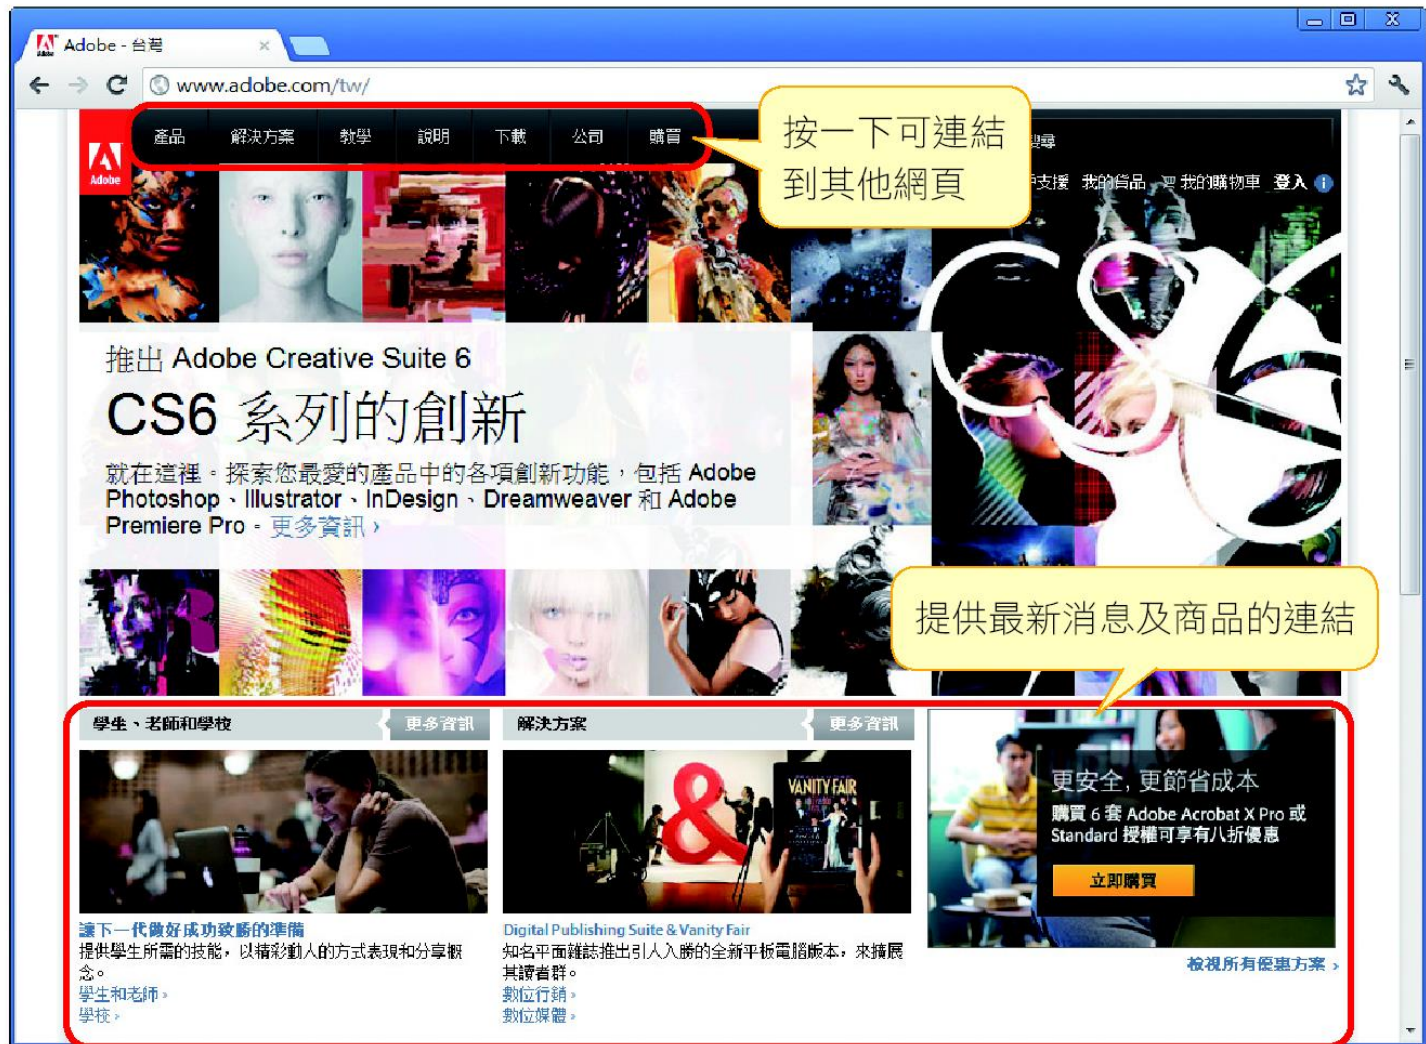 Adobe - 台灣
www.adobe.com/tw/
Adobe
產品 解決方案 教學 說明 下載 公司 購買
搜尋
按一下可連結
到其他網頁
支援 我的貨品 我的購物車 登入
推出 Adobe Creative Suite 6
CS6 系列的創新
就在這裡。探索您最愛的產品中的各項創新功能，包括 Adobe
Photoshop、Illustrator、InDesign、Dreamweaver 和 Adobe
Premiere Pro。更多資訊 ›
提供最新消息及商品的連結
學生、老師和學校 更多資訊
讓下一代做好成功致勝的準備
提供學生所需的技能，以精彩動人的方式表現和分享概
念。
學生和老師 ›
學校 ›
解決方案 更多資訊
VANITY FAIR
Digital Publishing Suite & Vanity Fair
知名平面雜誌推出引人入勝的全新平板電腦版本，來擴展
其讀者群。
數位行銷 ›
數位媒體 ›
更安全, 更節省成本
購買 6 套 Adobe Acrobat X Pro 或
Standard 授權可享有八折優惠
立即購買
檢視所有優惠方案 ›